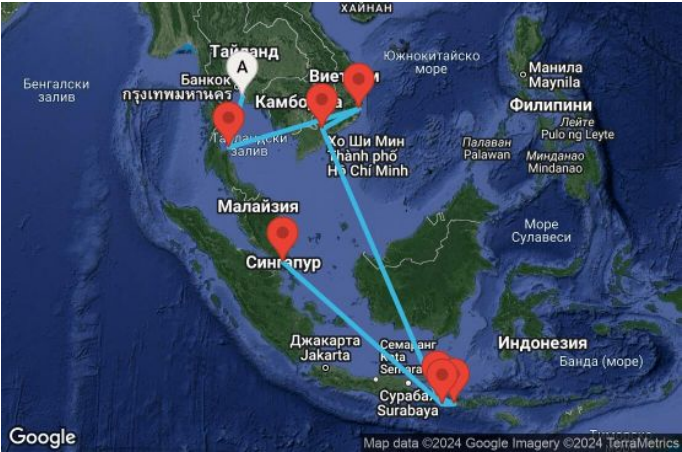 ХАЙНАН
Тайланд
Бенгалски
залив
Банкок
กรุงเทพมหานคร
A
Южнокитайско
море
Манила
Maynila
Камбоджа
Филипини
Лейте
Pulo ng Leyte
Хо Ши Мин
Thành phố
Hồ Chí Minh
залив
Палаван
Palawan
Минданао
Mindanao
Малайзия
Море
Сулавеси
Сингапур
Джакарта
Jakarta
Семаранг
Kota
Индонезия
Банда (море)
Surabaya
Google
Map data ©2024 Google Imagery ©2024 TerraMetrics